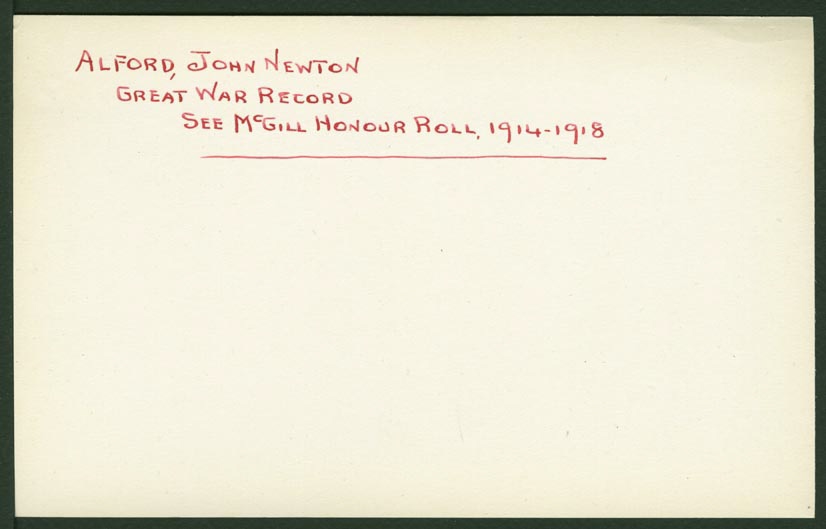 ALFORD, JOHN NEWTON
GREAT WAR RECORD
SEE McGILL HONOUR ROLL, 1914-1918